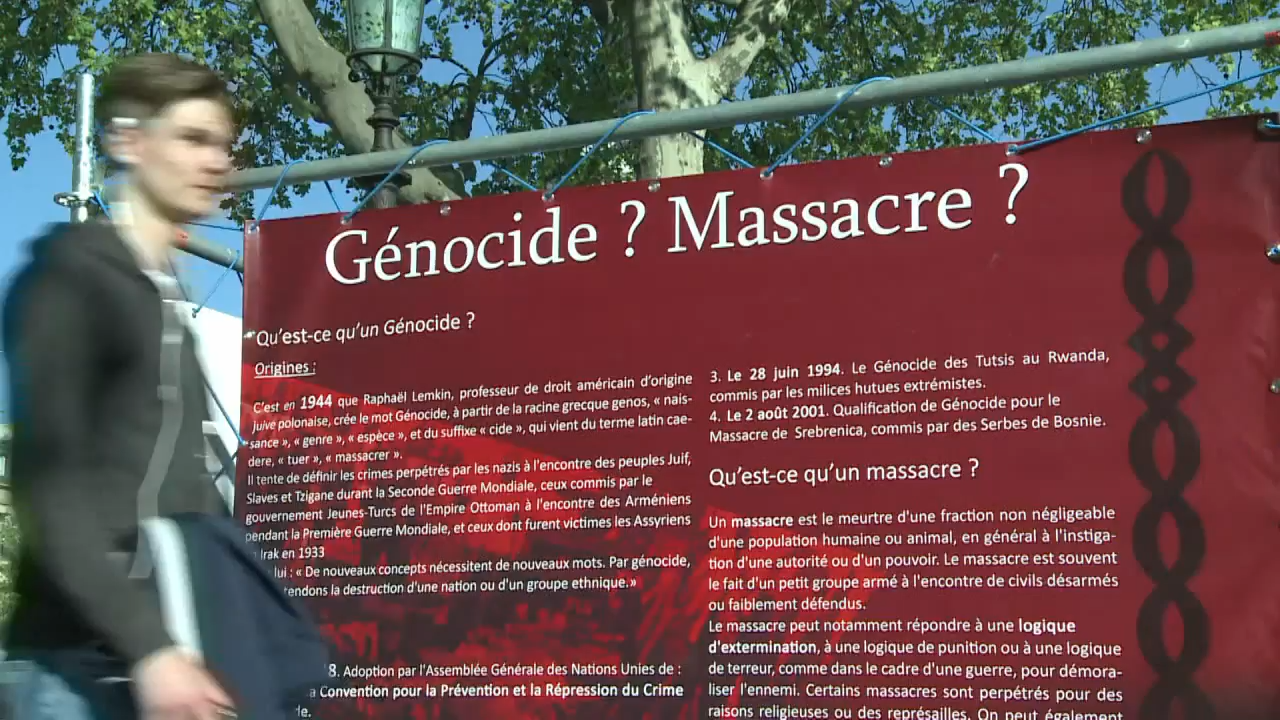 Génocide ? Massacre ?
Qu'est-ce qu'un Génocide ?
Origines :
C'est en 1944 que Raphaël Lemkin, professeur de droit américain d'origine
juive polonaise, crée le mot Génocide, à partir de la racine grecque genos, « nais-
sance », « genre », « espèce », et du suffixe « cide », qui vient du terme latin cae-
dere, « tuer », « massacrer ».
Il tente de définir les crimes perpétrés par les nazis à l'encontre des peuples Juif,
Slaves et Tzigane durant la Seconde Guerre Mondiale, ceux commis par le
gouvernement Jeunes-Turcs de l'Empire Ottoman à l'encontre des Arméniens
pendant la Première Guerre Mondiale, et ceux dont furent victimes les Assyriens
Irak en 1933
lui : « De nouveaux concepts nécessitent de nouveaux mots. Par génocide,
tendons la destruction d'une nation ou d'un groupe ethnique.»
8. Adoption par l'Assemblée Générale des Nations Unies de :
a Convention pour la Prévention et la Répression du Crime
de.
3. Le 28 juin 1994. Le Génocide des Tutsis au Rwanda,
commis par les milices hutues extrémistes.
4. Le 2 août 2001. Qualification de Génocide pour le
Massacre de Srebrenica, commis par des Serbes de Bosnie.
Qu'est-ce qu'un massacre ?
Un massacre est le meurtre d'une fraction non négligeable
d'une population humaine ou animal, en général à l'instiga-
tion d'une autorité ou d'un pouvoir. Le massacre est souvent
le fait d'un petit groupe armé à l'encontre de civils désarmés
ou faiblement défendus.
Le massacre peut notamment répondre à une logique
d'extermination, à une logique de punition ou à une logique
de terreur, comme dans le cadre d'une guerre, pour démora-
liser l'ennemi. Certains massacres sont perpétrés pour des
raisons religieuses ou des représailles. On peut également